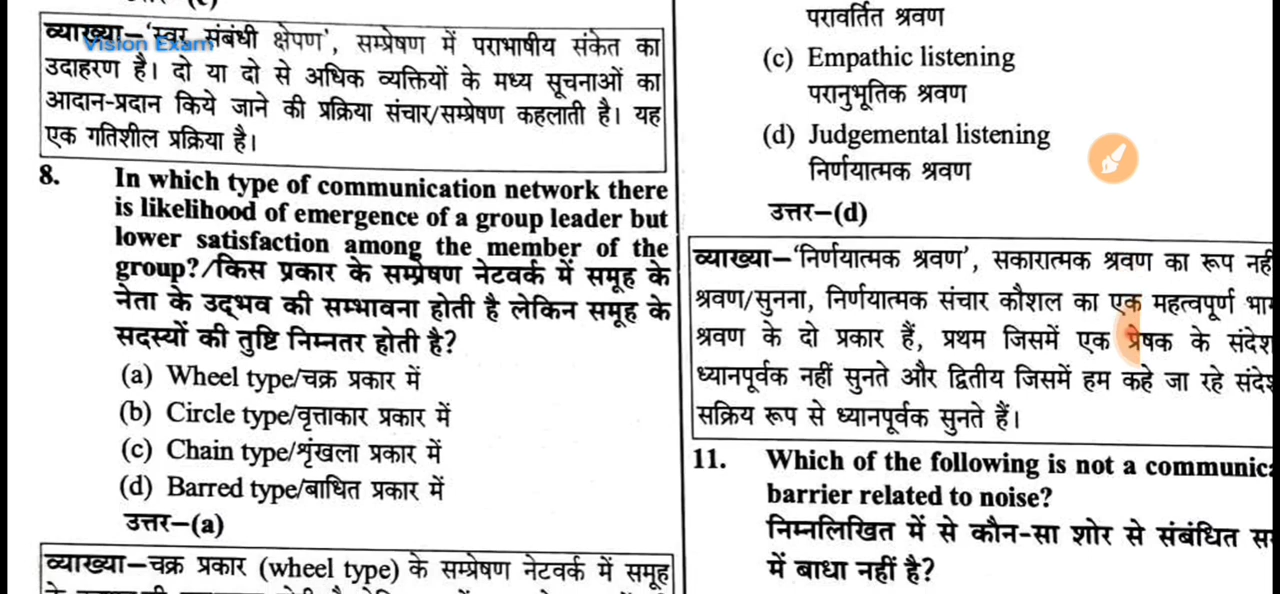 व्याख्या–‘स्वर संबंधी क्षेपण’, सम्प्रेषण में पराभाषीय संकेत का
Vision Exam
उदाहरण है। दो या दो से अधिक व्यक्तियों के मध्य सूचनाओं का
आदान-प्रदान किये जाने की प्रक्रिया संचार/सम्प्रेषण कहलाती है। यह
एक गतिशील प्रक्रिया है।
8. In which type of communication network there
is likelihood of emergence of a group leader but
lower satisfaction among the member of the
group?/किस प्रकार के सम्प्रेषण नेटवर्क में समूह के
नेता के उद्भव की सम्भावना होती है लेकिन समूह के
सदस्यों की तुष्टि निम्नतर होती है?
(a) Wheel type/चक्र प्रकार में
(b) Circle type/वृत्ताकार प्रकार में
(c) Chain type/शृंखला प्रकार में
(d) Barred type/बाधित प्रकार में
उत्तर–(a)
व्याख्या–चक्र प्रकार (wheel type) के सम्प्रेषण नेटवर्क में समूह
परावर्तित श्रवण
(c) Empathic listening
परानुभूतिक श्रवण
(d) Judgemental listening
निर्णयात्मक श्रवण
उत्तर–(d)
व्याख्या–‘निर्णयात्मक श्रवण’, सकारात्मक श्रवण का रूप नहीं
श्रवण/सुनना, निर्णयात्मक संचार कौशल का एक महत्वपूर्ण
श्रवण के दो प्रकार हैं, प्रथम जिसमें एक प्रेषक के संदेश
ध्यानपूर्वक नहीं सुनते और द्वितीय जिसमें हम कहे जा रहे संदेश
सक्रिय रूप से ध्यानपूर्वक सुनते हैं।
11. Which of the following is not a communic
barrier related to noise?
निम्नलिखित में से कौन-सा शोर से संबंधित
में बाधा नहीं है?